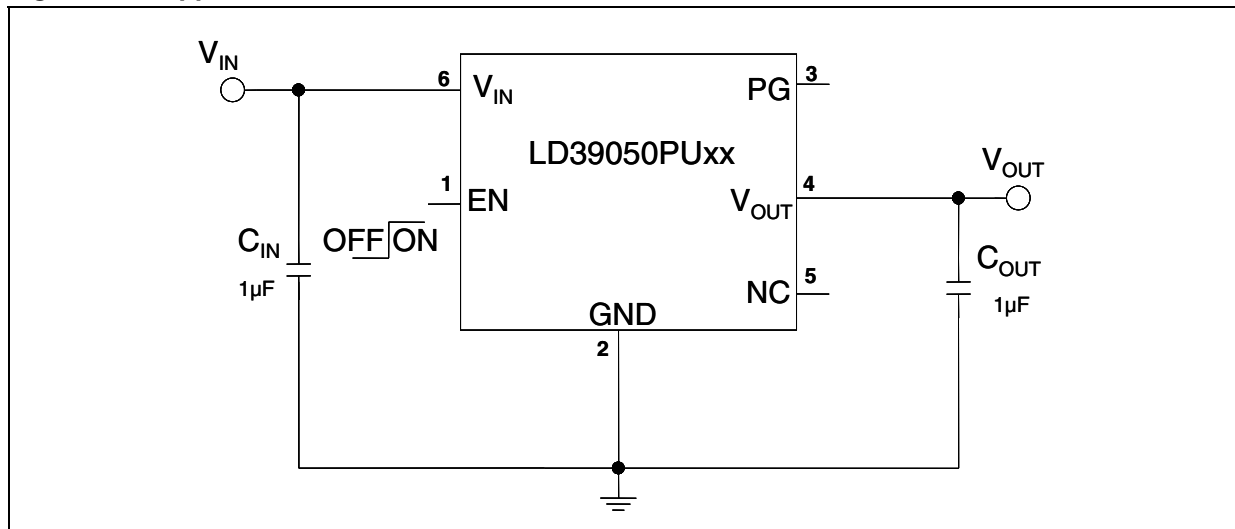 V_IN
6
V_IN
PG
3
LD39050PUxx
1
EN
V_OUT
4
V_OUT
C_IN
1µF
OFF ON
NC
5
C_OUT
1µF
GND
2